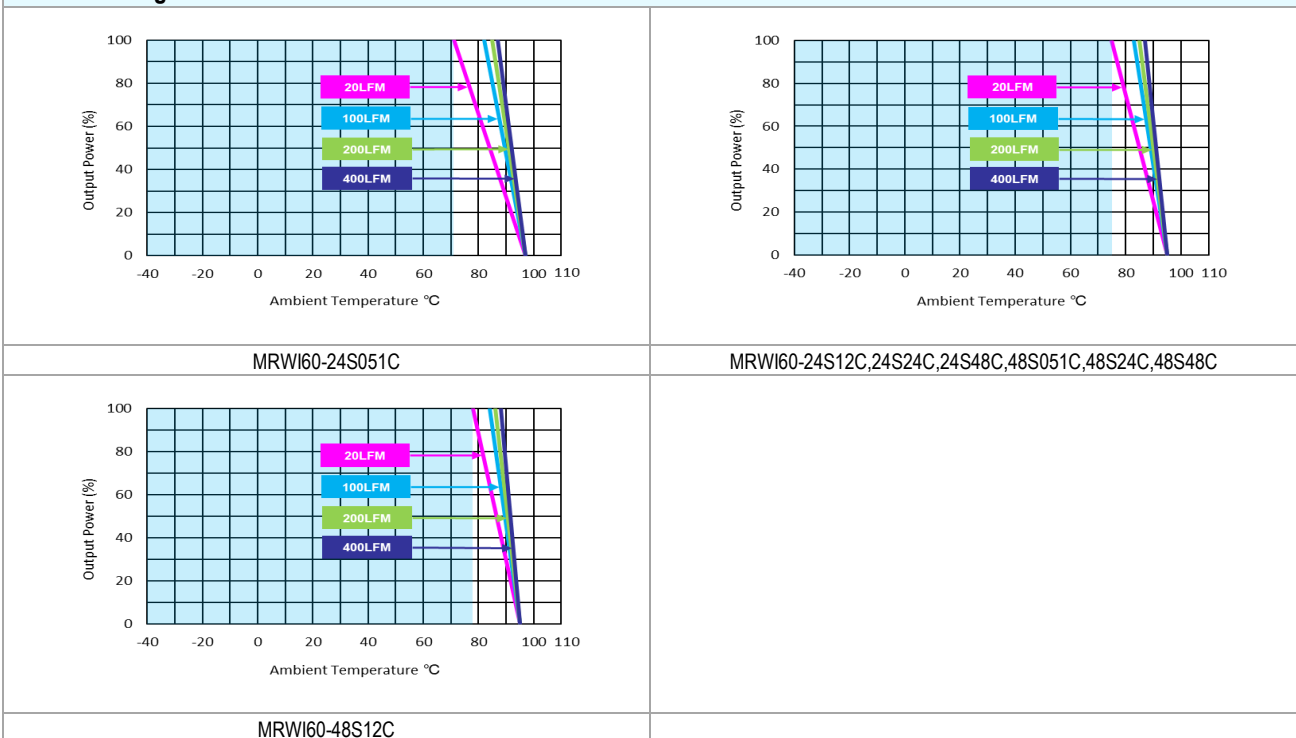 100
80
60
40
20
0
Output Power (%)
20LFM
100LFM
200LFM
400LFM
-40 -20 0 20 40 60 80 100 110
Ambient Temperature °C
MRWI60-24S051C
100
80
60
40
20
0
Output Power (%)
20LFM
100LFM
200LFM
400LFM
-40 -20 0 20 40 60 80 100 110
Ambient Temperature °C
MRWI60-24S12C,24S24C,24S48C,48S051C,48S24C,48S48C
100
80
60
40
20
0
Output Power (%)
20LFM
100LFM
200LFM
400LFM
-40 -20 0 20 40 60 80 100 110
Ambient Temperature °C
MRWI60-48S12C